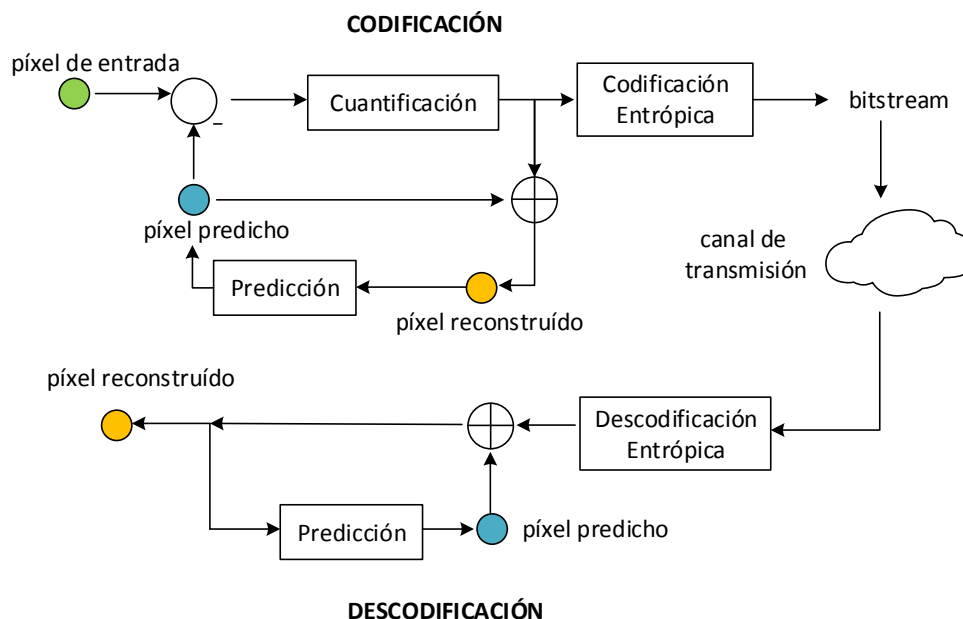 CODIFICACIÓN
píxel de entrada
Cuantificación
Codificación
Entrópica
bitstream
píxel predicho
canal de
transmisión
Predicción
píxel reconstruído
píxel reconstruído
Descodificación
Entrópica
Predicción
píxel predicho
DESCODIFICACIÓN